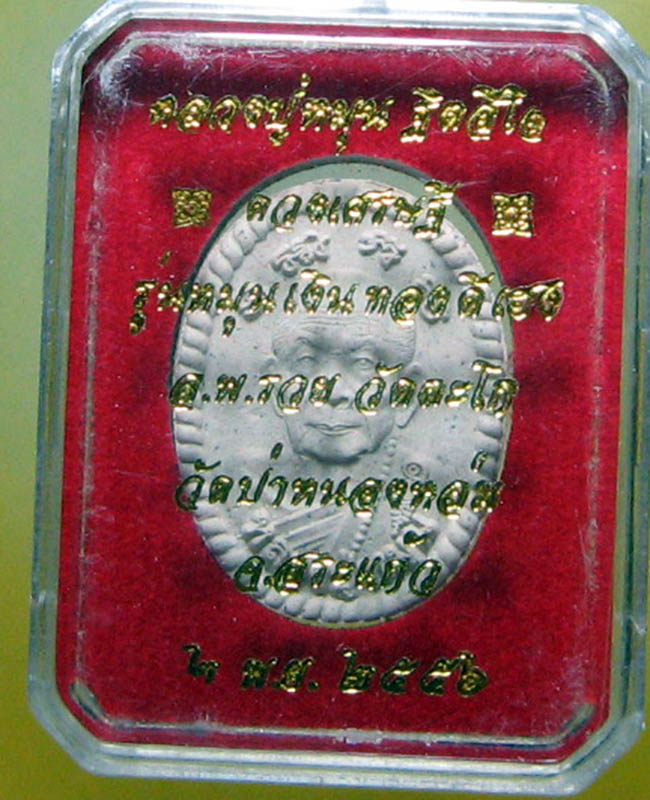 หลวงปู่หมุน ฐิตสีโล
ดวงเศรษฐี
รุ่นหมุนเงินทองดีเอง
ล.พ.รวย วัดตะโก
วัดป่าหนองหล่ม
จ.สระแก้ว
ปี พ.ศ. ๒๕๕๖